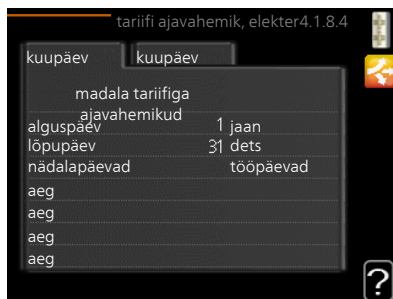 tariifi ajavahemik, elekter4.1.8.4
kuupäev kuupäev
madala tariifiga
ajavahemikud
alguspäev 1 jaan
lõpupäev 31 dets
nädalapäevad tööpäevad
aeg
aeg
aeg
aeg
?